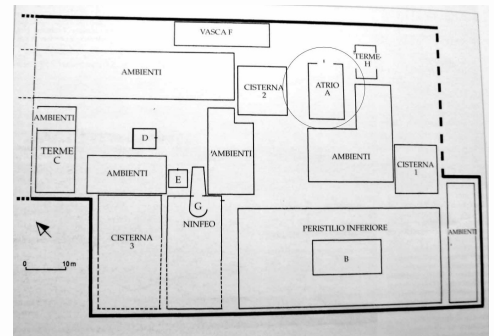 VASCA F
AMBIENTI
CISTERNA
2
ATRIO
A
TERME
H
AMBIENTI
TERME
C
D
AMBIENTI
E
AMBIENTI
AMBIENTI
CISTERNA
1
G
NINFEO
CISTERNA
3
PERISTILIO INFERIORE
B
AMBIENTI
0 10 m